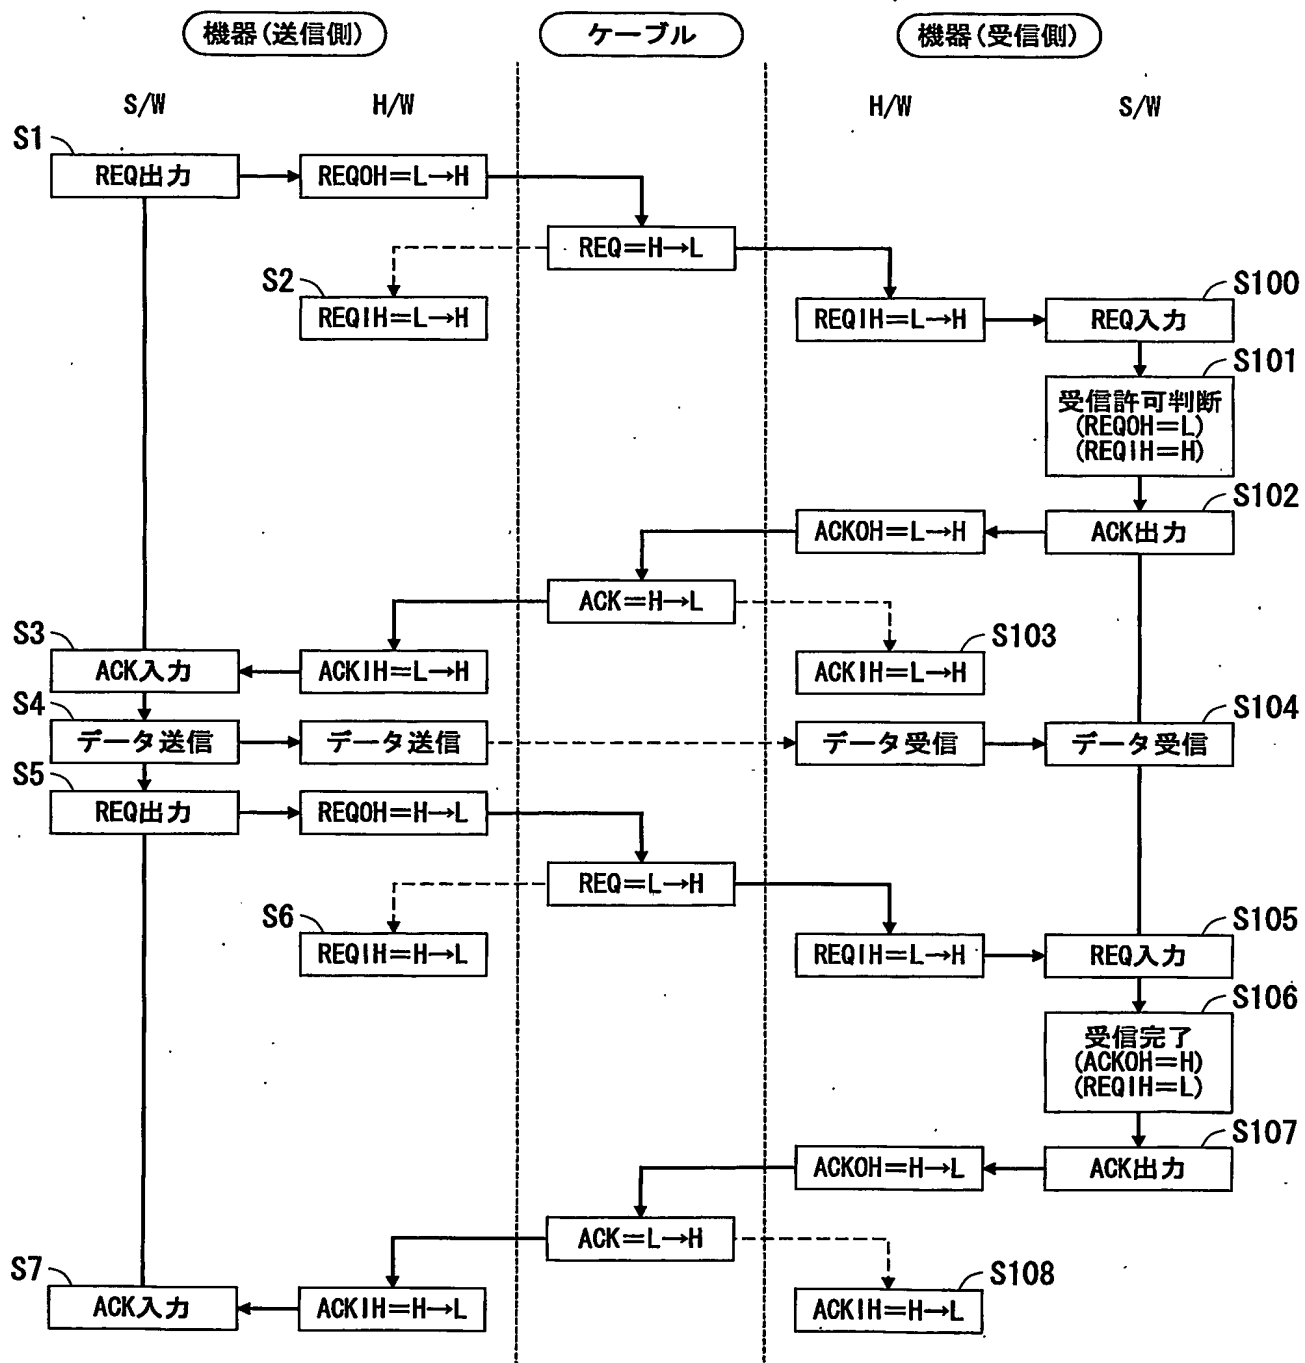 機器(送信側)
ケーブル
機器(受信側)
S/W
H/W
H/W
S/W
S1
REQ出力
REQOH=L→H
REQ=H→L
S2
REQIH=L→H
REQIH=L→H
S100
REQ入力
S101
受信許可判断
(REQOH=L)
(REQIH=H)
S102
ACK出力
ACKOH=L→H
ACK=H→L
S3
ACK入力
ACKIH=L→H
S103
ACKIH=L→H
S4
データ送信
データ送信
データ受信
S104
データ受信
S5
REQ出力
REQOH=H→L
REQ=L→H
S6
REQIH=H→L
REQIH=L→H
S105
REQ入力
S106
受信完了
(ACKOH=H)
(REQIH=L)
S107
ACK出力
ACKOH=H→L
ACK=L→H
S7
ACK入力
ACKIH=H→L
S108
ACKIH=H→L